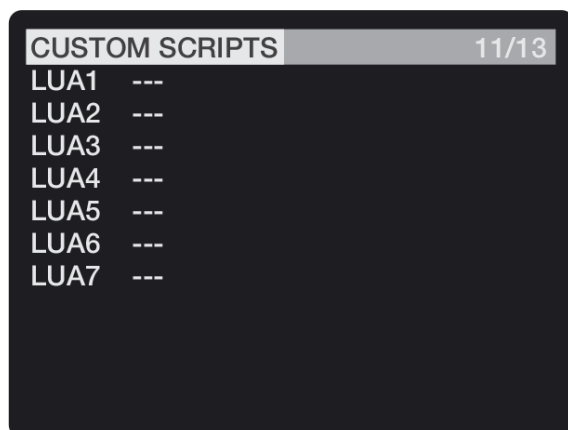 CUSTOM SCRIPTS 11/13
LUA1 ---
LUA2 ---
LUA3 ---
LUA4 ---
LUA5 ---
LUA6 ---
LUA7 ---